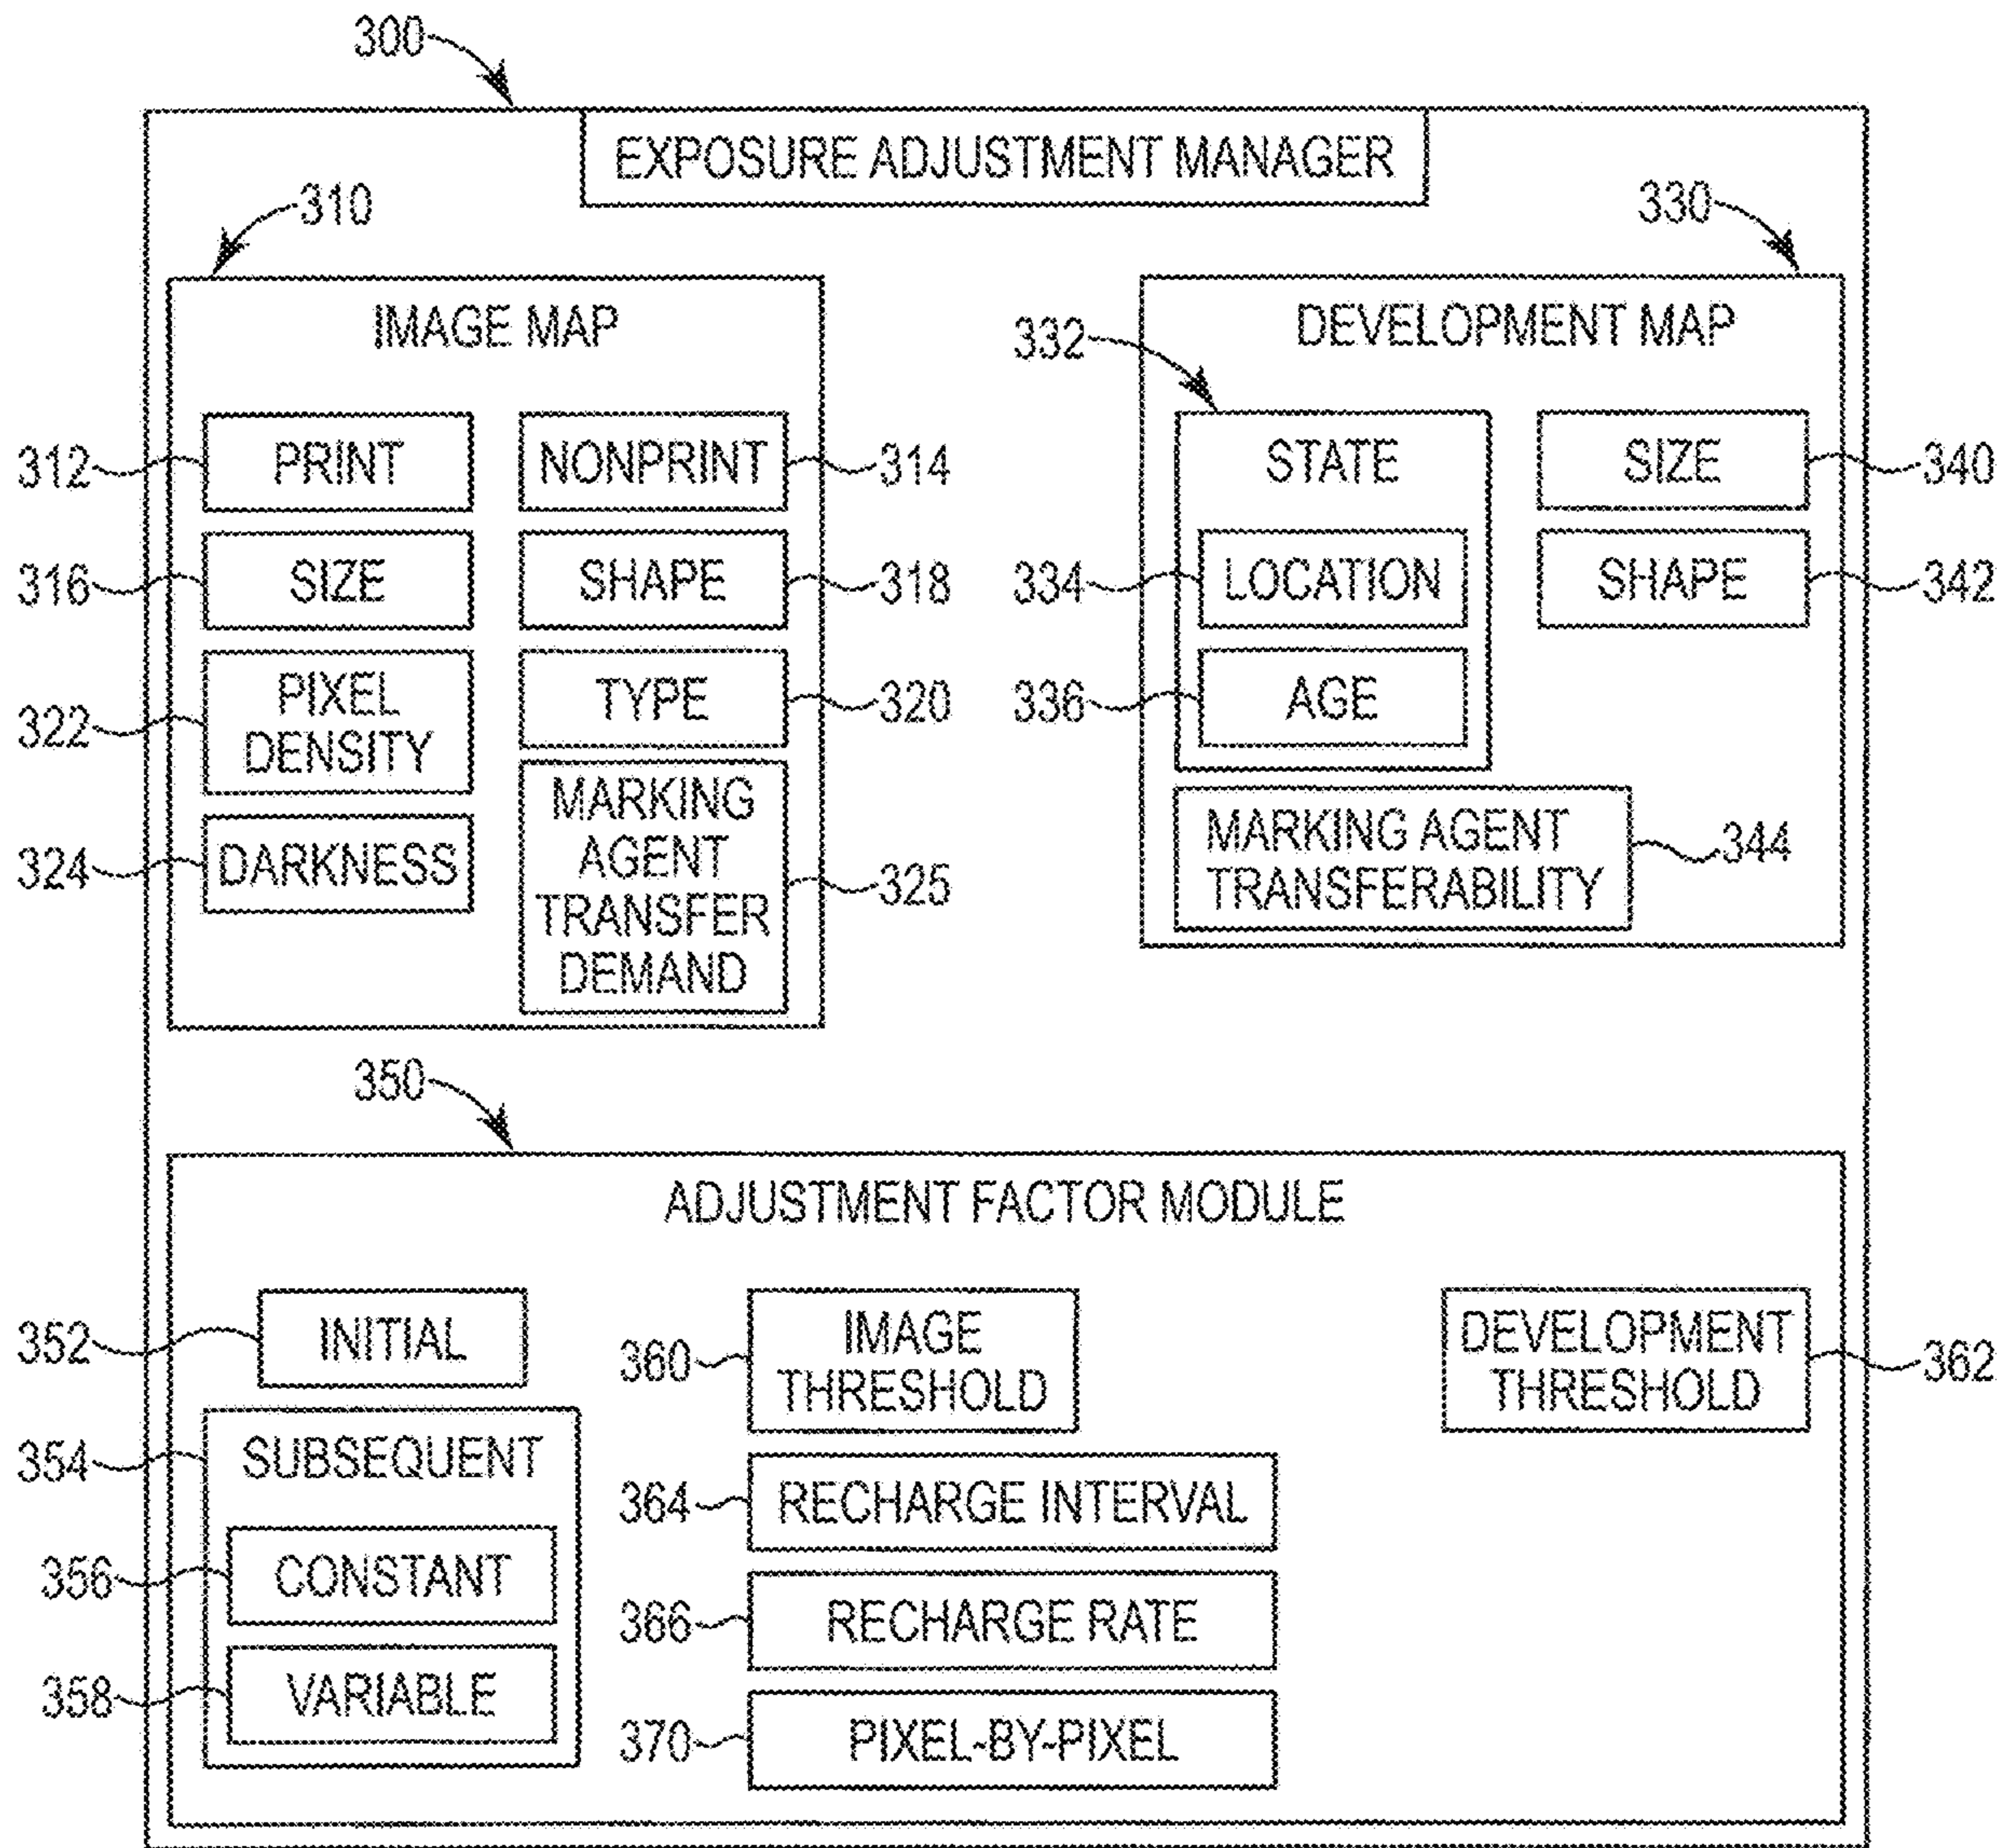 300
EXPOSURE ADJUSTMENT MANAGER
310
330
IMAGE MAP
312
PRINT
NONPRINT
314
316
SIZE
SHAPE
318
322
PIXEL
DENSITY
TYPE
320
324
DARKNESS
MARKING
AGENT
TRANSFER
DEMAND
325
DEVELOPMENT MAP
332
STATE
SIZE
340
334
LOCATION
SHAPE
342
336
AGE
MARKING AGENT
TRANSFERABILITY
344
350
ADJUSTMENT FACTOR MODULE
352
INITIAL
354
SUBSEQUENT
356
CONSTANT
358
VARIABLE
360
IMAGE
THRESHOLD
364
RECHARGE INTERVAL
366
RECHARGE RATE
370
PIXEL-BY-PIXEL
DEVELOPMENT
THRESHOLD
362